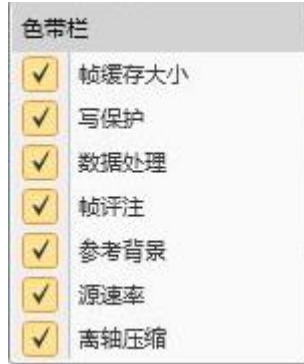 色带栏
帧缓存大小
写保护
数据处理
帧评注
参考背景
源速率
离轴压缩